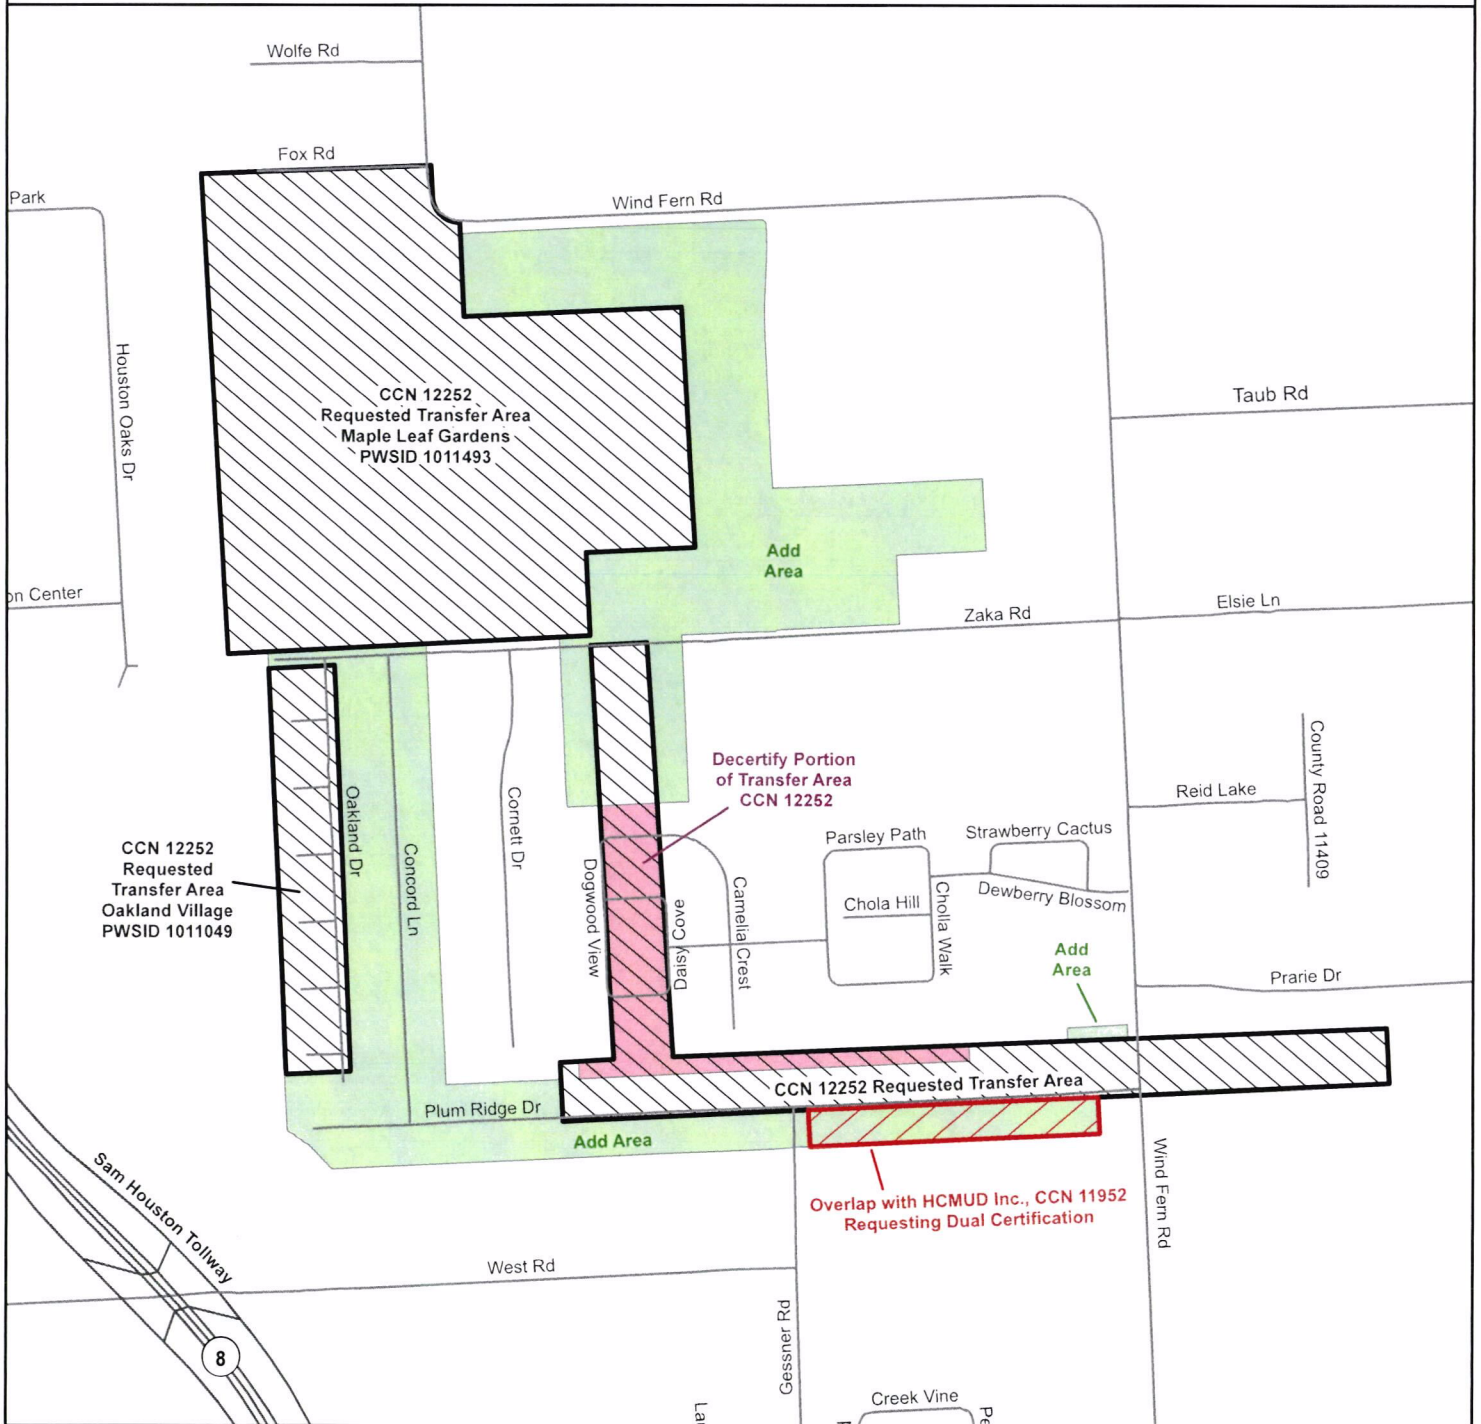 Wolfe Rd
Fox Rd
Park
Wind Fern Rd
Houston Oaks Dr
CCN 12252
Requested Transfer Area
Maple Leaf Gardens
PWSID 1011493
Taub Rd
Add
Area
on Center
Zaka Rd
Elsie Ln
Decertify Portion
of Transfer Area
CCN 12252
County Road 11409
Reid Lake
Oakland Dr
Cornett Dr
Parsley Path
Strawberry Cactus
CCN 12252
Requested
Transfer Area
Oakland Village
PWSID 1011049
Concord Ln
Dogwood View
Daisy Cove
Camelia Crest
Chola Hill
Cholla Walk
Dewberry Blossom
Add
Area
Prarie Dr
CCN 12252 Requested Transfer Area
Plum Ridge Dr
Add Area
Sam Houston Tollway
Overlap with HCMUD Inc., CCN 11952
Requesting Dual Certification
Wind Fern Rd
West Rd
Gessner Rd
8
Creek Vine